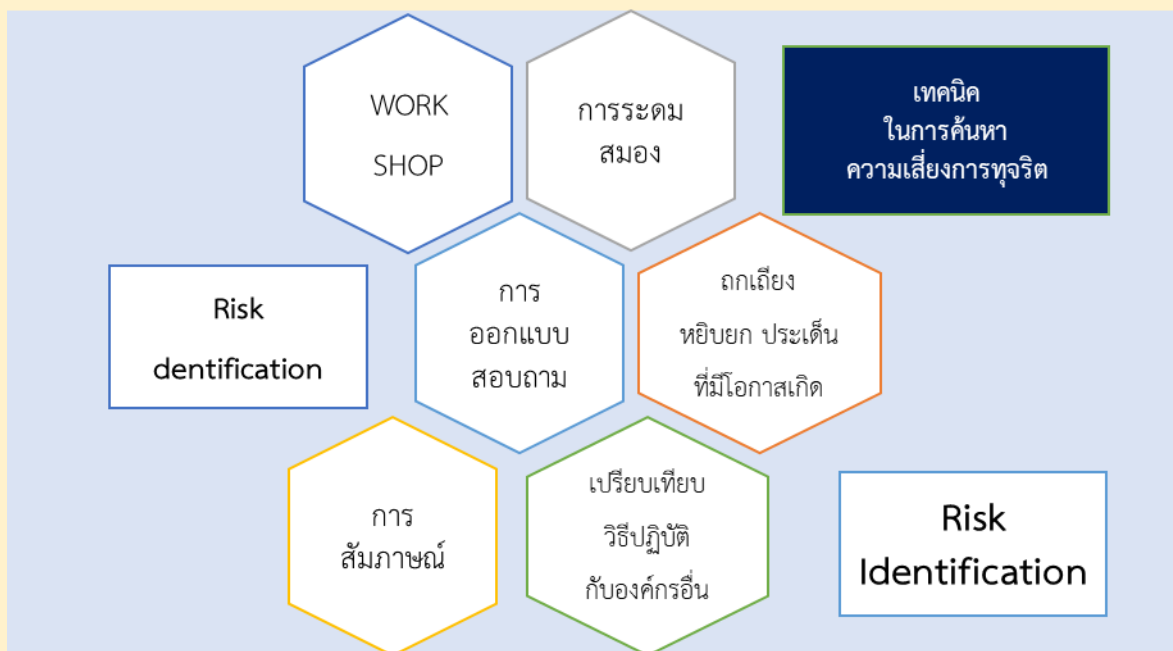 WORK
SHOP
การระดม
สมอง
เทคนิค
ในการค้นหา
ความเสี่ยงการทุจริต
Risk
dentification
การ
ออกแบบ
สอบถาม
ถกเถียง
หยิบยก ประเด็น
ที่มีโอกาสเกิด
การ
สัมภาษณ์
เปรียบเทียบ
วิธีปฏิบัติ
กับองค์กรอื่น
Risk
Identification